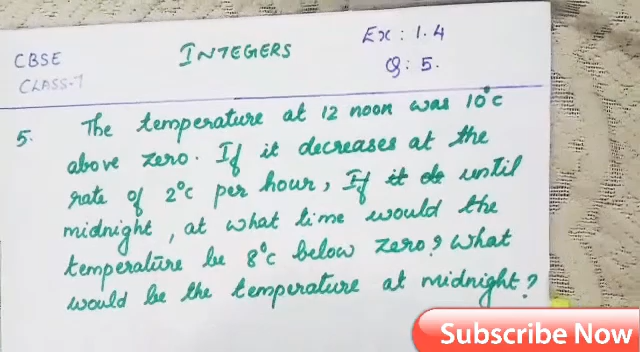 CBSE
CLASS-7
INTEGERS
Ex : 1.4
Q : 5.
5. The temperature at 12 noon was 10°c
above zero. If it decreases at the
rate of 2°c per hour, If it de until
midnight, at what time would the
temperature be 8°c below zero? What
would be the temperature at midnight?
Subscribe Now